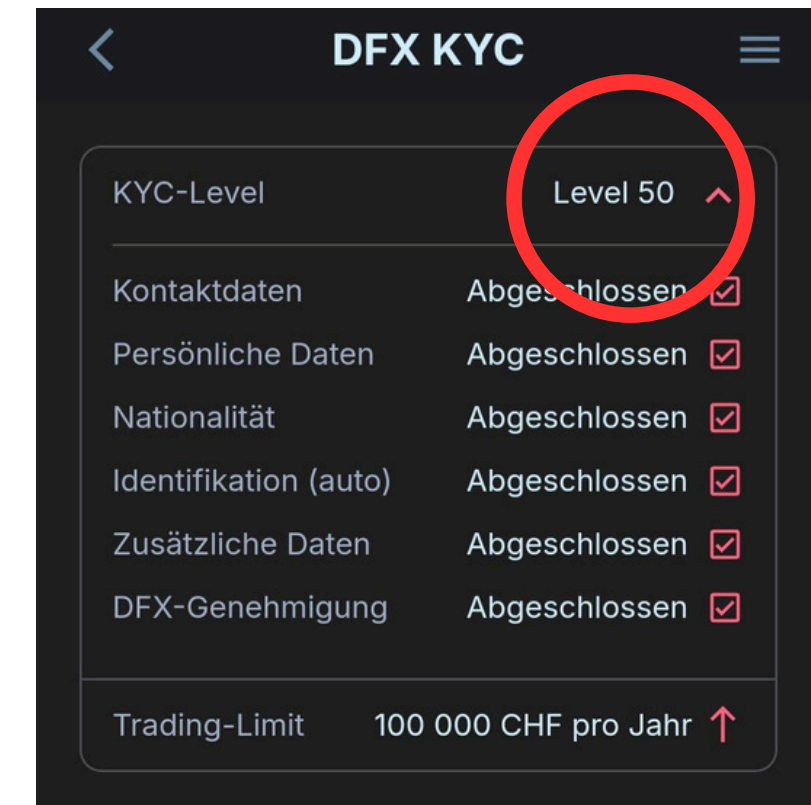 DFX KYC
KYC-Level Level 50
Kontaktdaten Abgeschlossen
Persönliche Daten Abgeschlossen
Nationalität Abgeschlossen
Identifikation (auto) Abgeschlossen
Zusätzliche Daten Abgeschlossen
DFX-Genehmigung Abgeschlossen
Trading-Limit 100 000 CHF pro Jahr